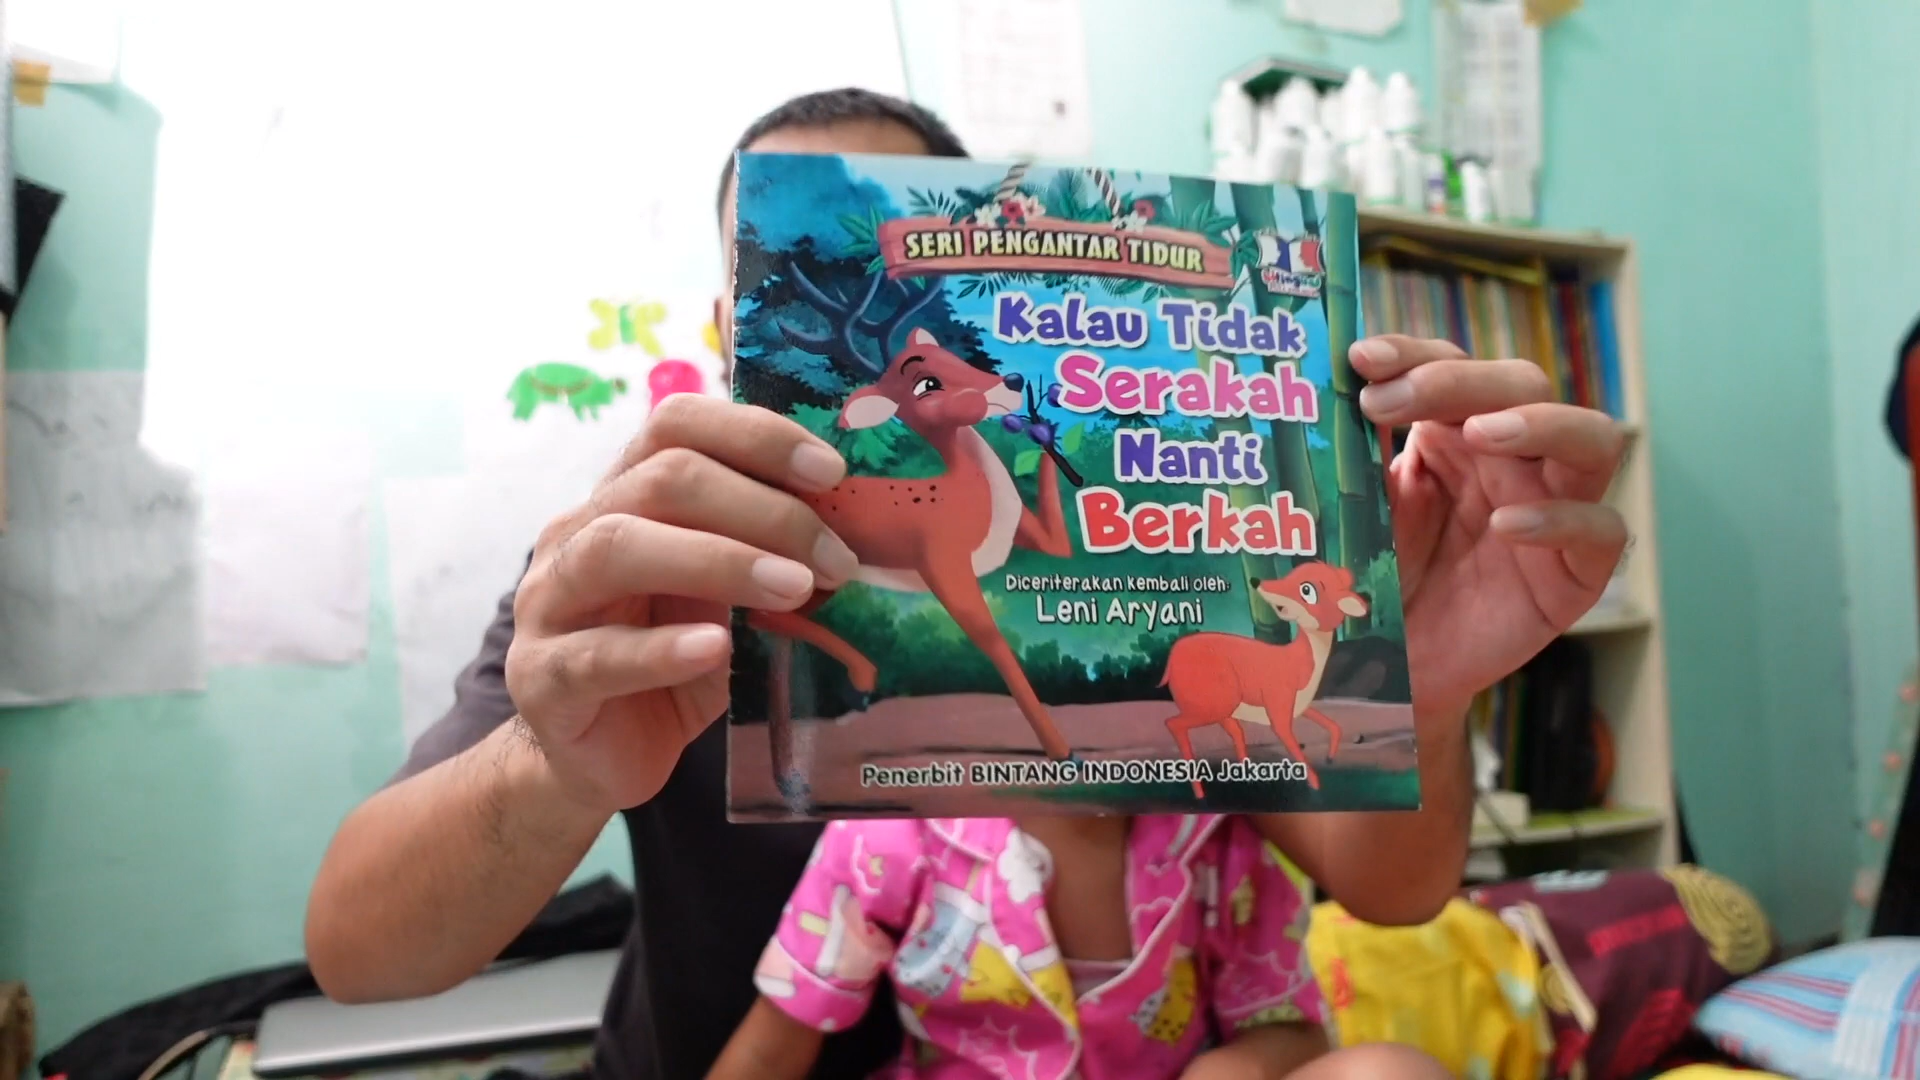 SERI PENGANTAR TIDUR
Kalau Tidak
Serakah
Nanti
Berkah
Diceriterakan kembali oleh:
Leni Aryani
Penerbit BINTANG INDONESIA Jakarta